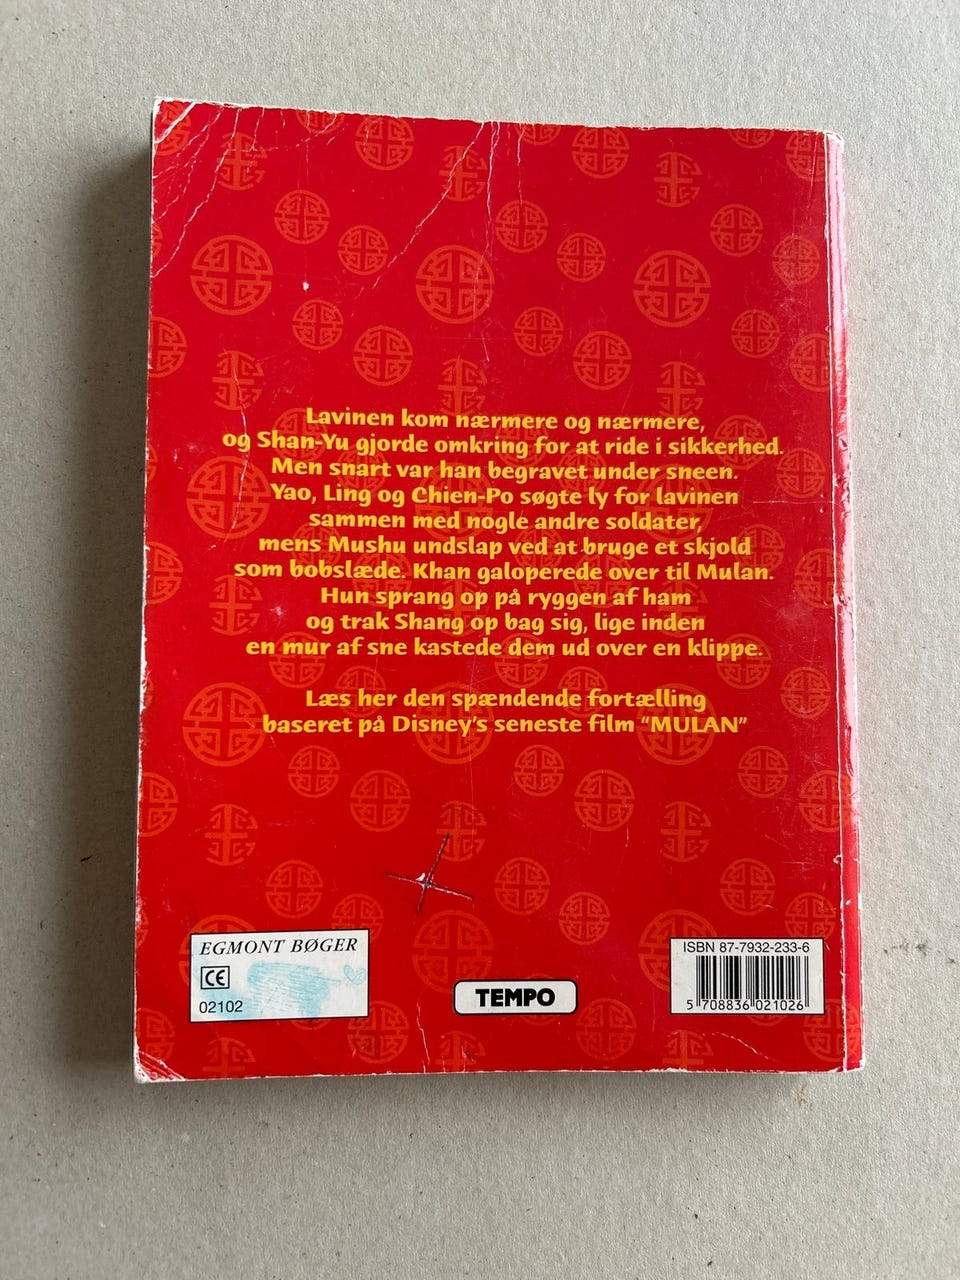 Lavinen kom nærmere og nærmere,
og Shan-Yu gjorde omkring for at ride i sikkerhed.
Men snart var han begravet under sneen.
Yao, Ling og Chien-Po søgte ly for lavinen
sammen med nogle andre soldater,
mens Mushu undslap ved at bruge et skjold
som bobslæde. Khan galoperede over til Mulan.
Hun sprang op på ryggen af ham
og trak Shang op bag sig, lige inden
en mur af sne kastede dem ud over en klippe.
Læs her den spændende fortælling
baseret på Disney's seneste film "MULAN"
EGMONT BØGER
CE
02102
TEMPO
ISBN 87-7932-233-6
5 708836 021026